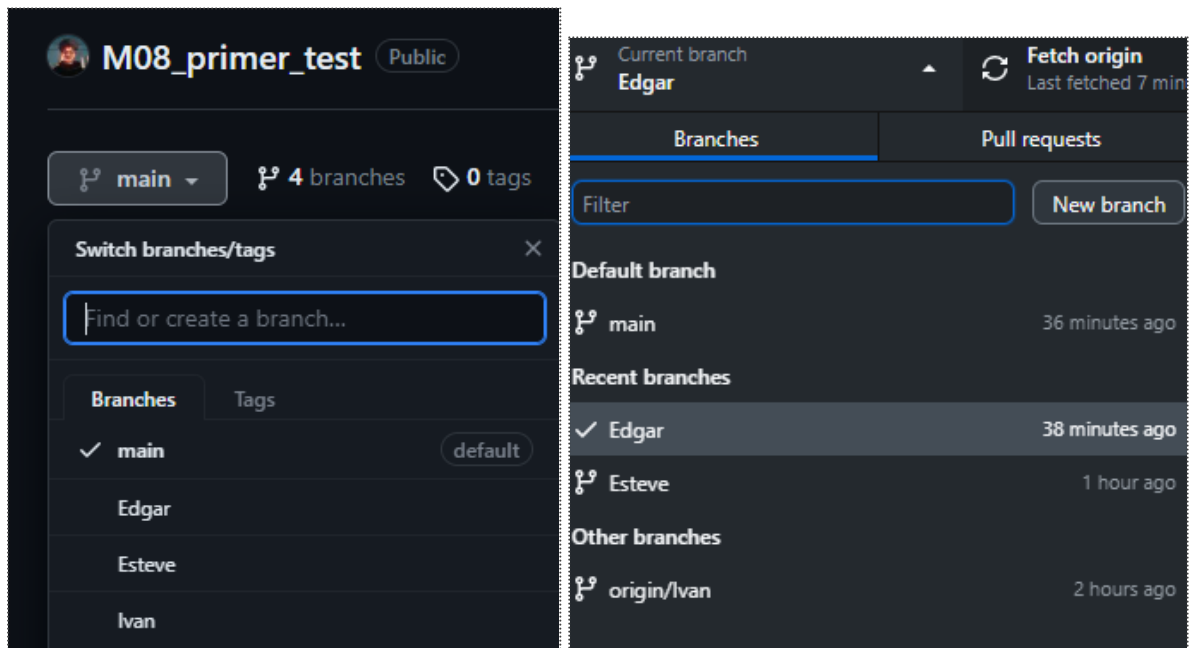 M08_primer_test Public
main 4 branches 0 tags
Switch branches/tags
Find or create a branch...
Branches Tags
main default
Edgar
Esteve
Ivan
Current branch
Edgar
Fetch origin
Last fetched 7 min
Branches Pull requests
Filter New branch
Default branch
main 36 minutes ago
Recent branches
Edgar 38 minutes ago
Esteve 1 hour ago
Other branches
origin/Ivan 2 hours ago